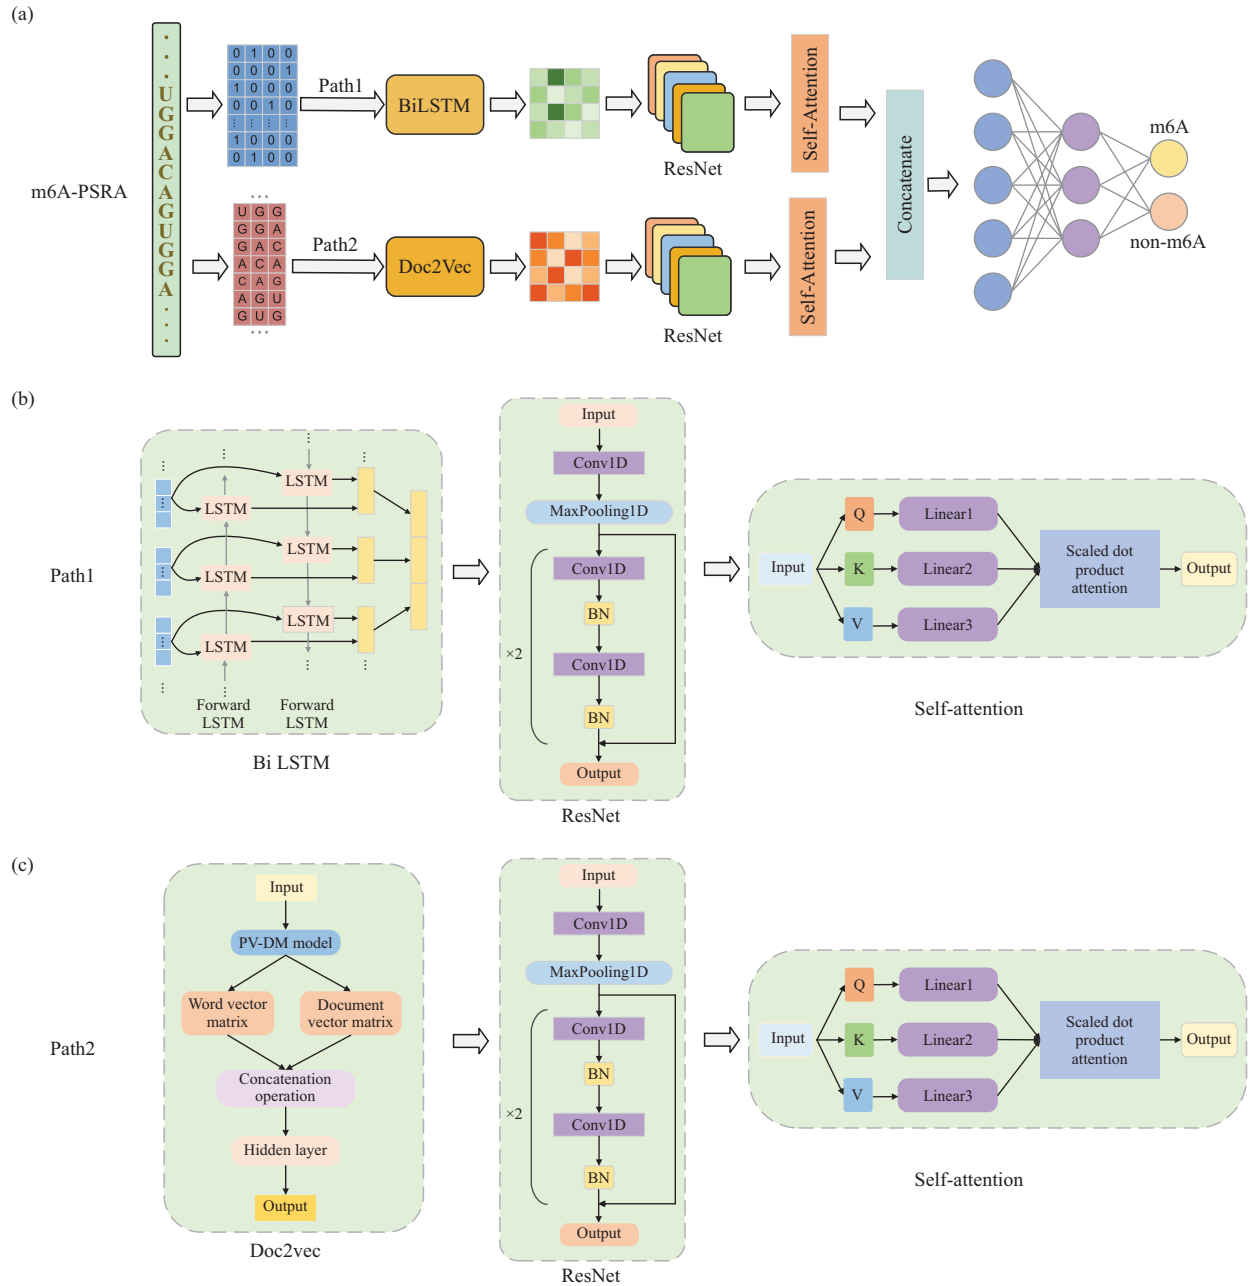 (a)
m6A-PSRA
U
G
G
A
C
A
G
U
G
G
A
0 1 0 0
0 0 0 1
1 0 0 0
0 0 1 0
1 0 0 0
0 1 0 0
Path1
BiLSTM
ResNet
Self-Attention
U G G
G G A
G A C
A C A
C A G
A G U
G U G
Path2
Doc2Vec
ResNet
Self-Attention
Concatenate
m6A
non-m6A
(b)
Path1
LSTM
LSTM
LSTM
LSTM
LSTM
LSTM
Forward
LSTM
Forward
LSTM
Bi LSTM
Input
Conv1D
MaxPooling1D
Conv1D
BN
×2
Conv1D
BN
Output
ResNet
Input
Q
Linear1
K
Linear2
V
Linear3
Scaled dot
product
attention
Output
Self-attention
(c)
Path2
Input
PV-DM model
Word vector
matrix
Document
vector matrix
Concatenation
operation
Hidden layer
Output
Doc2vec
Input
Conv1D
MaxPooling1D
Conv1D
BN
×2
Conv1D
BN
Output
ResNet
Input
Q
Linear1
K
Linear2
V
Linear3
Scaled dot
product
attention
Output
Self-attention